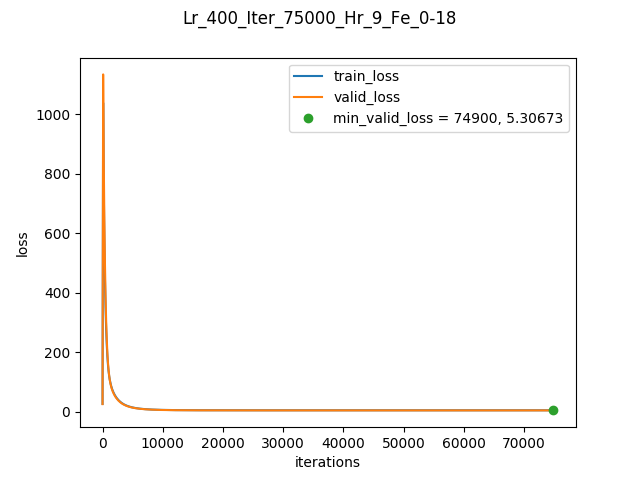 Lr_400_Iter_75000_Hr_9_Fe_0-18
train_loss
valid_loss
min_valid_loss = 74900, 5.30673
1000
800
600
400
200
0
loss
0
10000
20000
30000
40000
50000
60000
70000
iterations